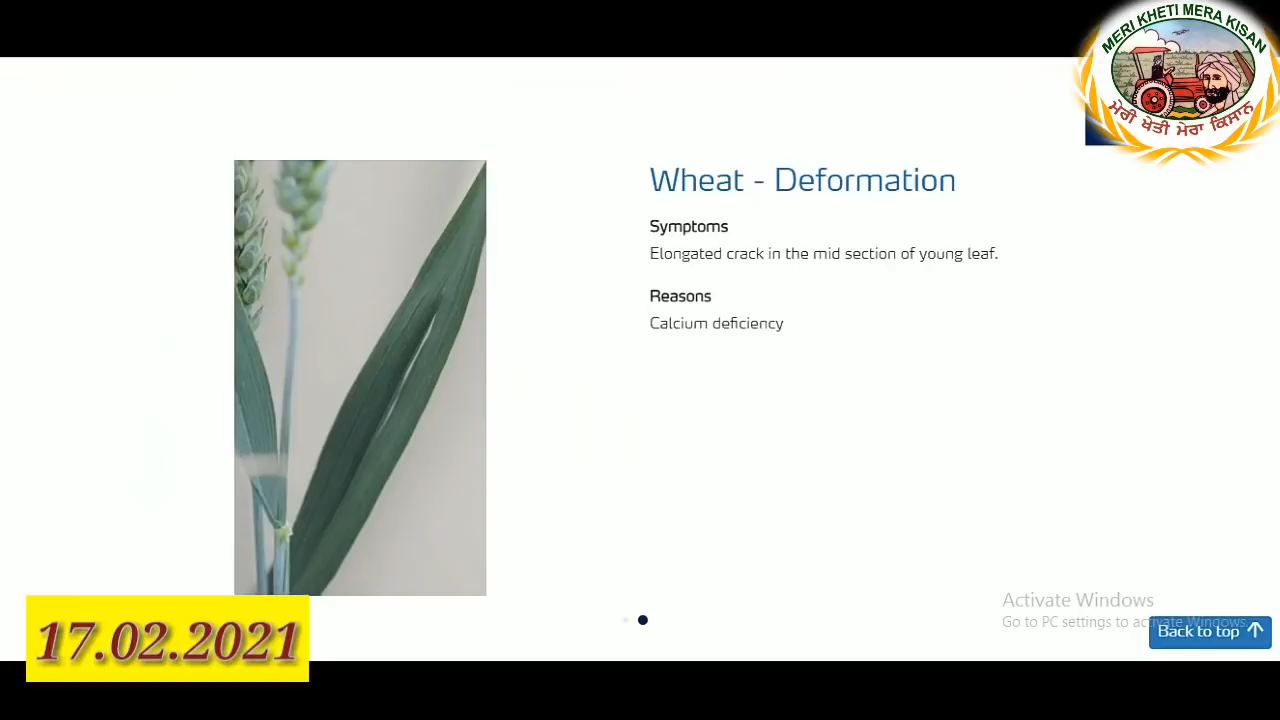 MERI KHETI MERA KISAN
ਮੇਰੀ ਖੇਤੀ ਮੇਰਾ ਕਿਸਾਨ
Wheat - Deformation
Symptoms
Elongated crack in the mid section of young leaf.
Reasons
Calcium deficiency
Activate Windows
Go to PC settings to activate Windows.
Back to top
17.02.2021